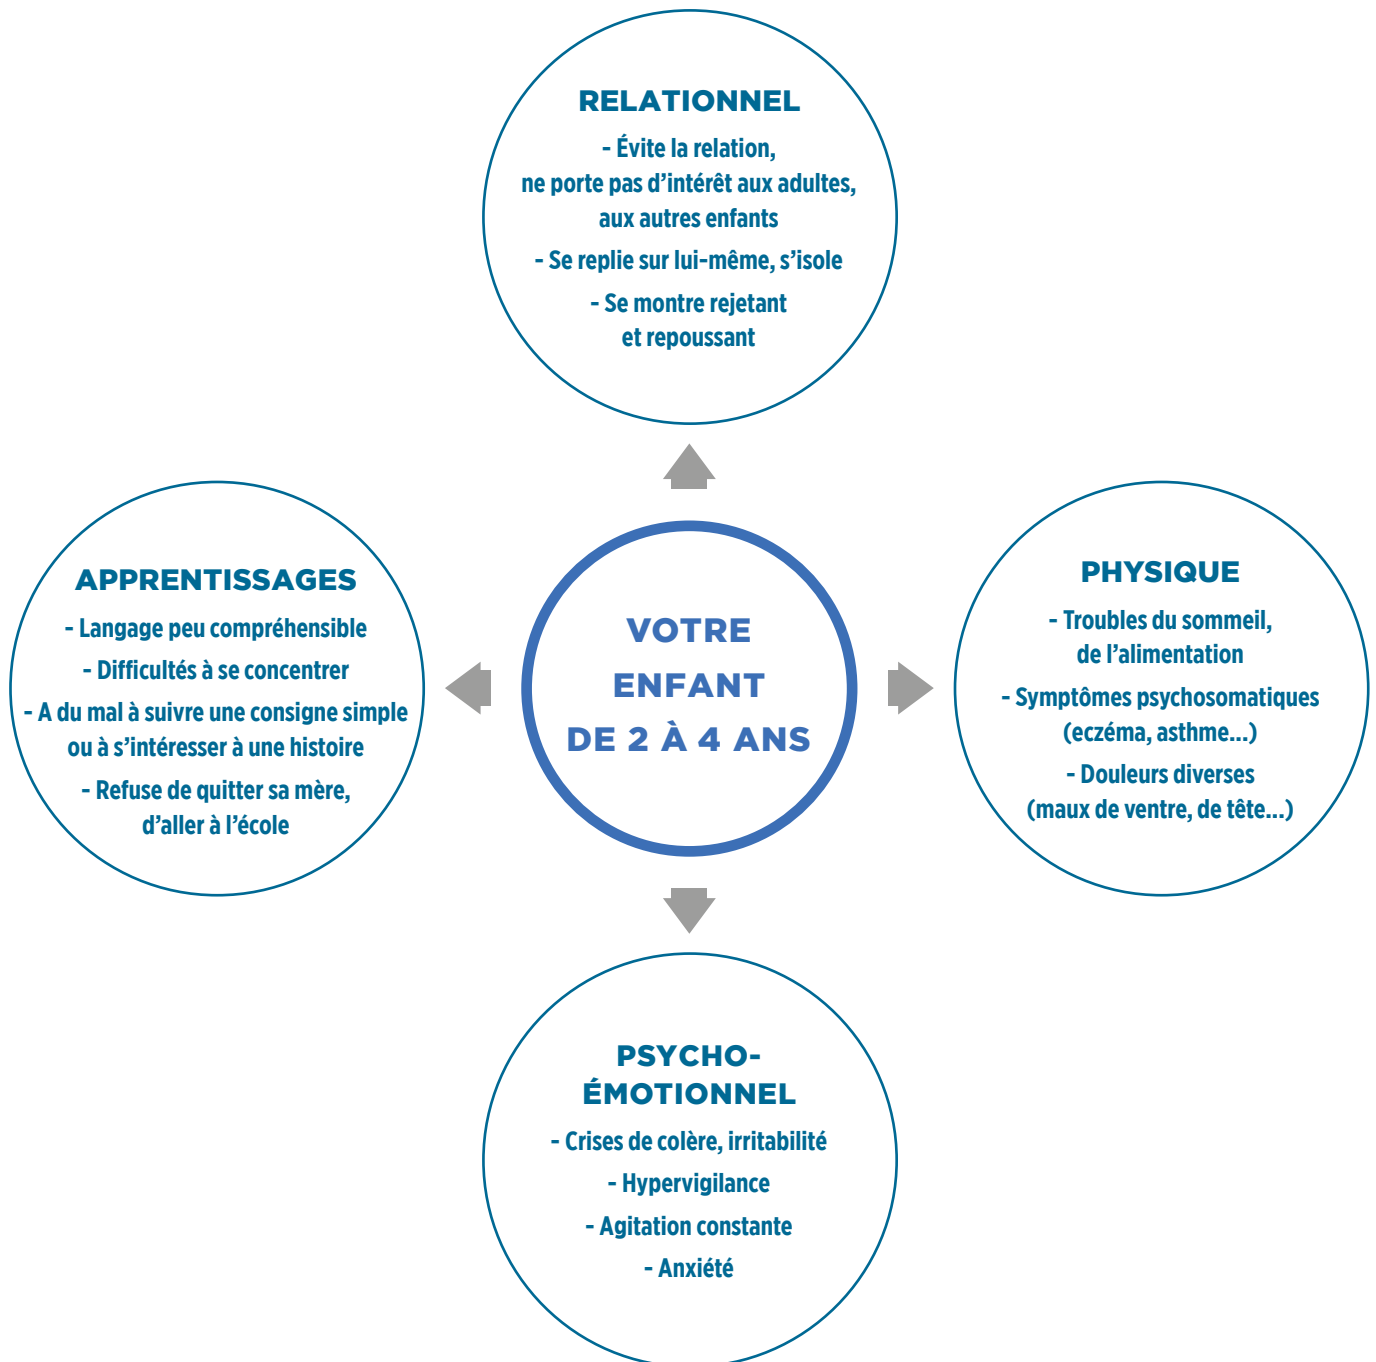 RELATIONNEL
- Évite la relation,
ne porte pas d’intérêt aux adultes,
aux autres enfants
- Se replie sur lui-même, s’isole
- Se montre rejetant
et repoussant
APPRENTISSAGES
- Langage peu compréhensible
- Difficultés à se concentrer
- A du mal à suivre une consigne simple
ou à s’intéresser à une histoire
- Refuse de quitter sa mère,
d’aller à l’école
VOTRE
ENFANT
DE 2 À 4 ANS
PHYSIQUE
- Troubles du sommeil,
de l’alimentation
- Symptômes psychosomatiques
(eczéma, asthme...)
- Douleurs diverses
(maux de ventre, de tête...)
PSYCHO-
ÉMOTIONNEL
- Crises de colère, irritabilité
- Hypervigilance
- Agitation constante
- Anxiété